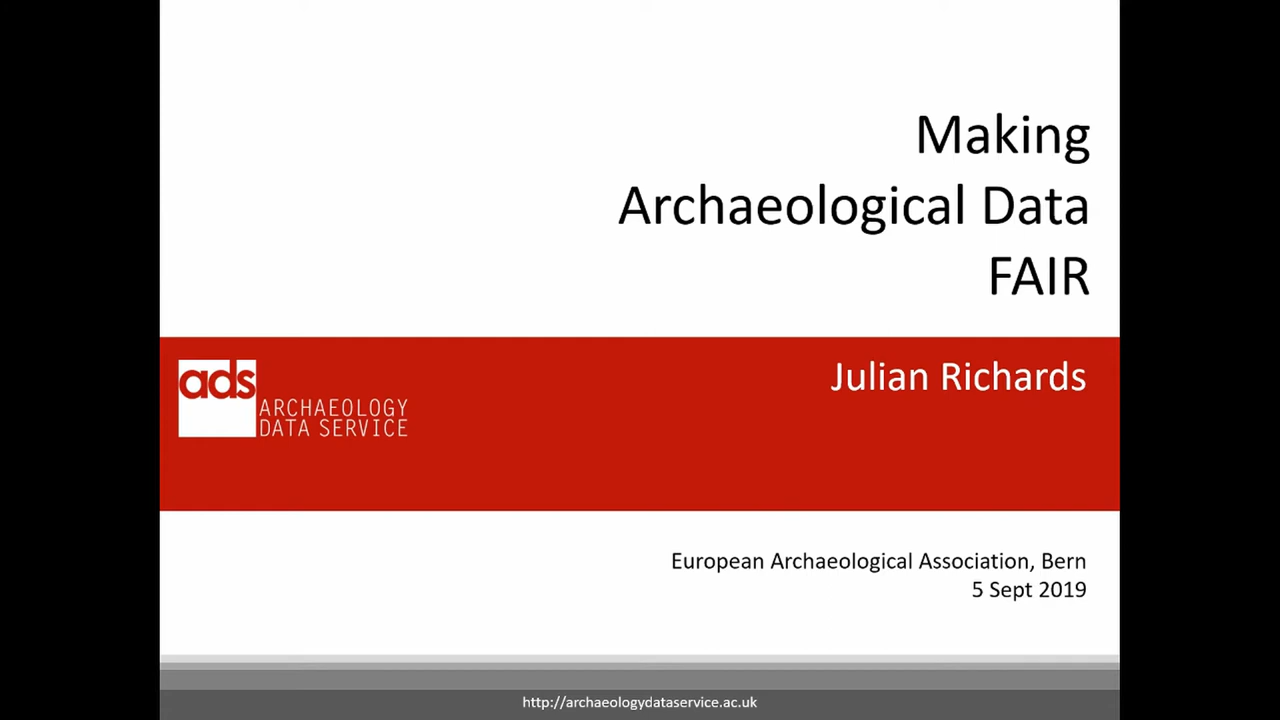 Making
Archaeological Data
FAIR
Julian Richards
ads
ARCHAEOLOGY
DATA SERVICE
European Archaeological Association, Bern
5 Sept 2019
http://archaeologydataservice.ac.uk